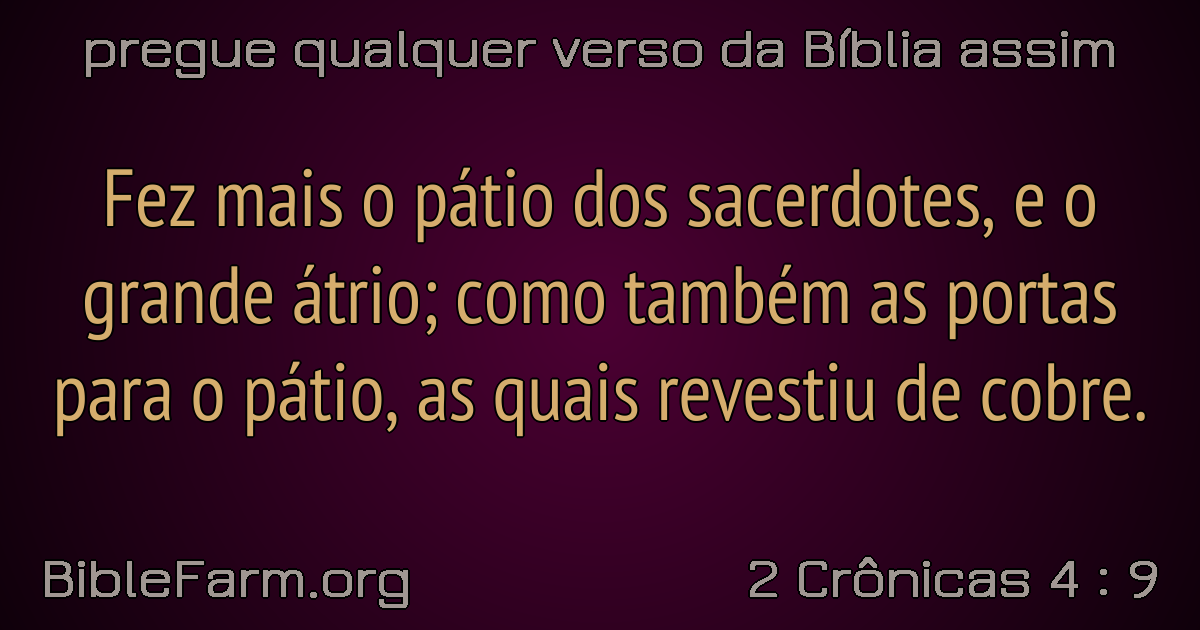 pregue qualquer verso da Bíblia assim
Fez mais o pátio dos sacerdotes, e o
grande átrio; como também as portas
para o pátio, as quais revestiu de cobre.
BibleFarm.org
2 Crônicas 4 : 9